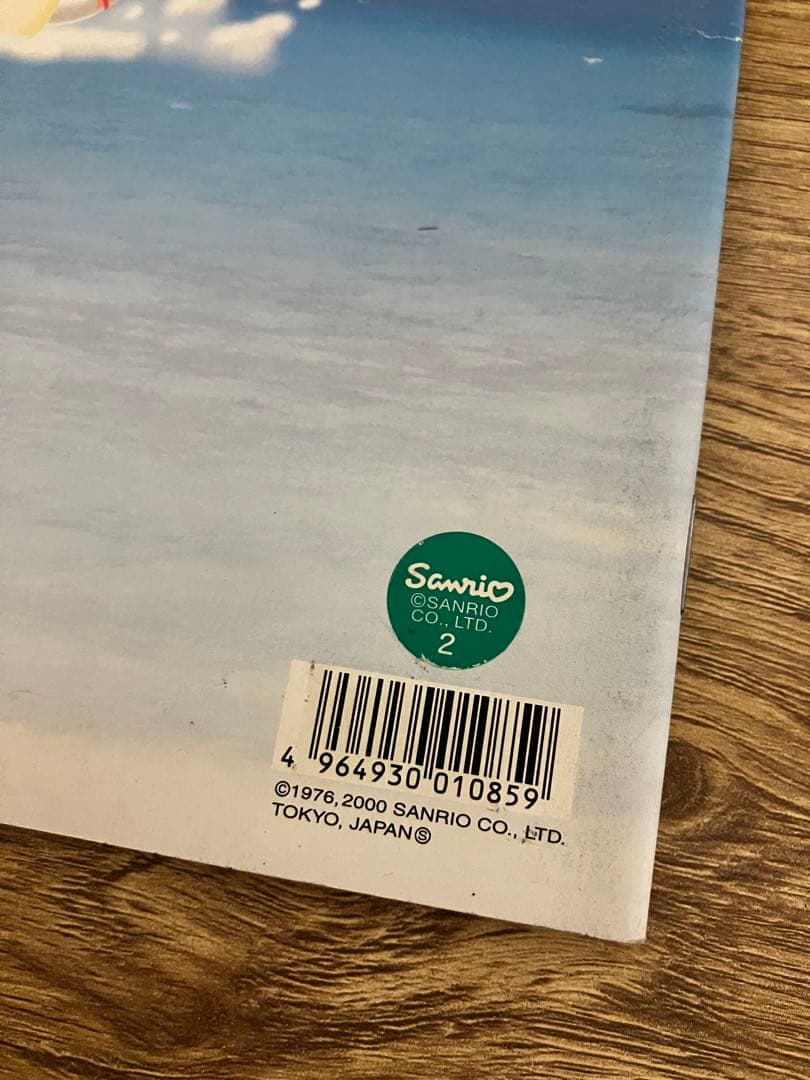 Sanrio
©SANRIO
CO., LTD.
2
4 964930 010859
©1976, 2000 SANRIO CO., LTD.
TOKYO, JAPAN Ⓢ